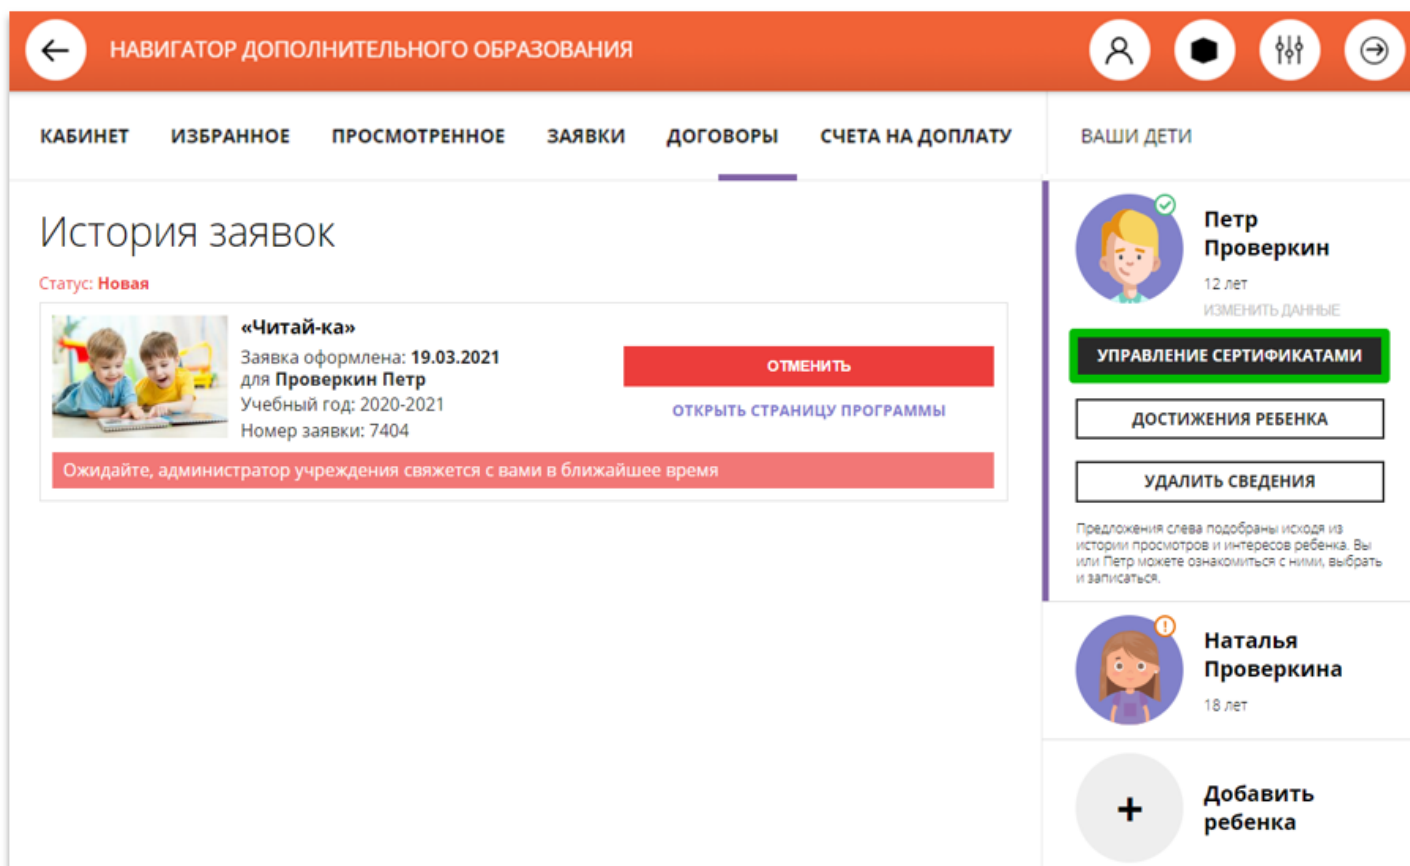 НАВИГАТОР ДОПОЛНИТЕЛЬНОГО ОБРАЗОВАНИЯ
КАБИНЕТ ИЗБРАННОЕ ПРОСМОТРЕННОЕ ЗАЯВКИ ДОГОВОРЫ СЧЕТА НА ДОПЛАТУ
ВАШИ ДЕТИ
История заявок
Статус: Новая
«Читай-ка»
Заявка оформлена: 19.03.2021
для Проверкин Петр
Учебный год: 2020-2021
Номер заявки: 7404
ОТМЕНИТЬ
ОТКРЫТЬ СТРАНИЦУ ПРОГРАММЫ
Ожидайте, администратор учреждения свяжется с вами в ближайшее время
Петр
Проверкин
12 лет
ИЗМЕНИТЬ ДАННЫЕ
УПРАВЛЕНИЕ СЕРТИФИКАТАМИ
ДОСТИЖЕНИЯ РЕБЕНКА
УДАЛИТЬ СВЕДЕНИЯ
Предложения слева подобраны исходя из
истории просмотров и интересов ребенка. Вы
или Петр можете ознакомиться с ними, выбрать
и записаться.
Наталья
Проверкина
18 лет
Добавить
ребенка